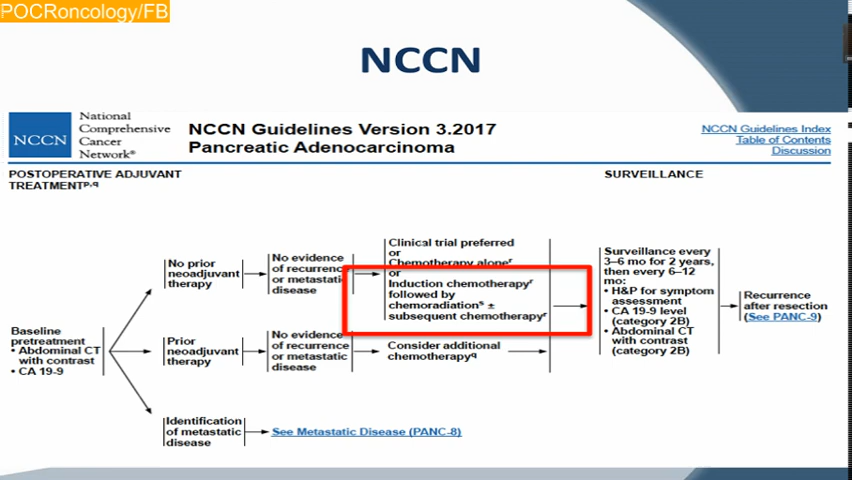 POCRoncology/FB
NCCN
NCCN
National
Comprehensive
Cancer
Network®
NCCN Guidelines Version 3.2017
Pancreatic Adenocarcinoma
NCCN Guidelines Index
Table of Contents
Discussion
POSTOPERATIVE ADJUVANT
TREATMENTp,q
SURVEILLANCE
Baseline
pretreatment
• Abdominal CT
with contrast
• CA 19-9
No prior
neoadjuvant
therapy
No evidence
of recurrence
or metastatic
disease
Clinical trial preferred
or
Chemotherapy aloner
or
Induction chemotherapyr
followed by
chemoradiations ±
subsequent chemotherapyr
Prior
neoadjuvant
therapy
No evidence
of recurrence
or metastatic
disease
Consider additional
chemotherapyq
Identification
of metastatic
disease
See Metastatic Disease (PANC-8)
Surveillance every
3–6 mo for 2 years,
then every 6–12
mo:
• H&P for symptom
assessment
• CA 19-9 level
(category 2B)
• Abdominal CT
with contrast
(category 2B)
Recurrence
after resection
(See PANC-9)